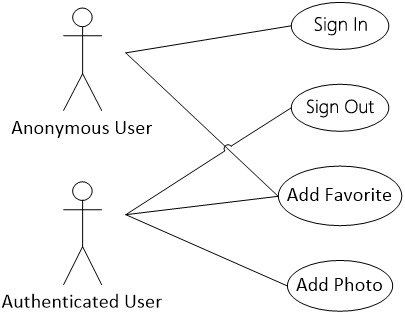 Sign In
Anonymous User
Sign Out
Add Favorite
Authenticated User
Add Photo